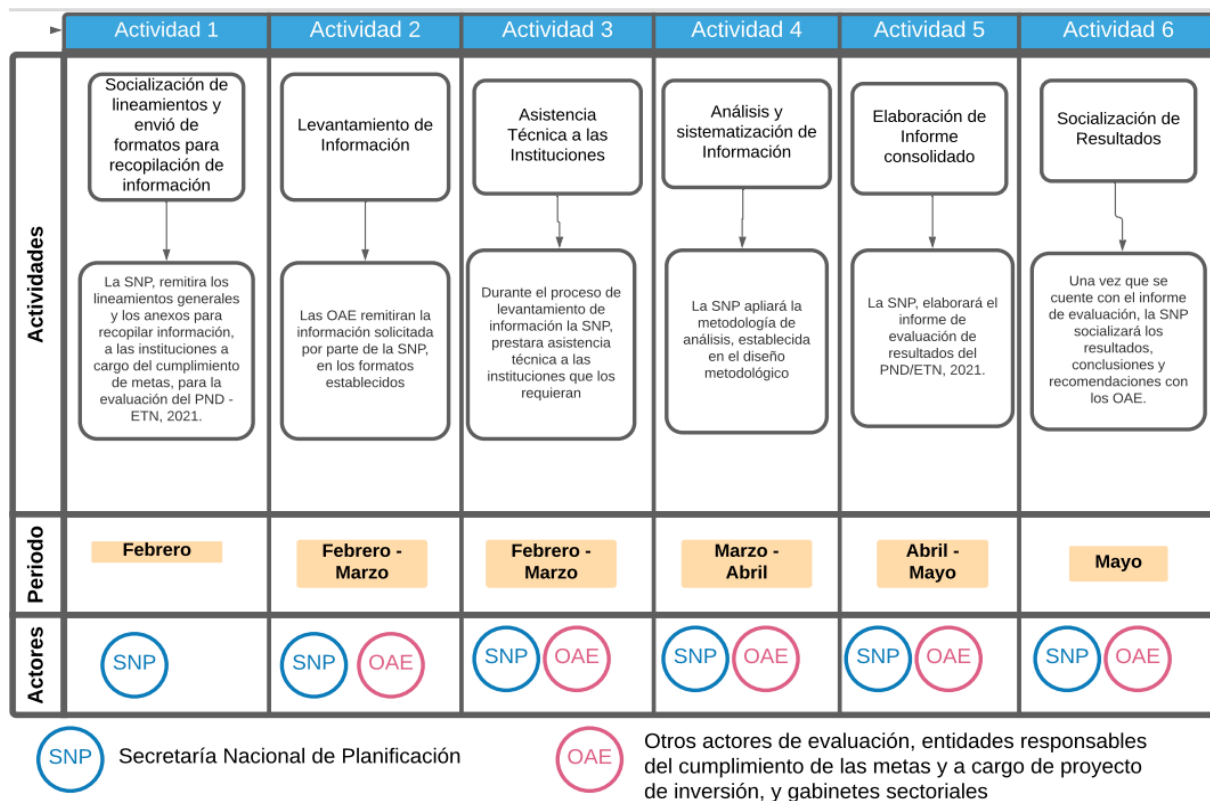 Actividad 1
Actividad 2
Actividad 3
Actividad 4
Actividad 5
Actividad 6
Actividades
Socialización de
lineamientos y
envió de
formatos para
recopilación de
información
Levantamiento de
Información
Asistencia
Técnica a las
Instituciones
Análisis y
sistematización de
Información
Elaboración de
Informe
consolidado
Socialización de
Resultados
La SNP, remitira los
lineamientos generales
y los anexos para
recopilar información,
a las instituciones a
cargo del cumplimiento
de metas, para la
evaluación del PND -
ETN, 2021.
Las OAE remitiran la
información solicitada
por parte de la SNP,
en los formatos
establecidos
Durante el proceso de
levantamiento de
información la SNP,
prestara asistencia
técnica a las
instituciones que los
requieran
La SNP apliará la
metodología de
análisis, establecida
en el diseño
metodológico
La SNP, elaborará el
informe de
evaluación de
resultados del
PND/ETN, 2021.
Una vez que se
cuente con el informe
de evaluación, la SNP
socializará los
resultados,
conclusiones y
recomendaciones con
los OAE.
Periodo
Febrero
Febrero -
Marzo
Febrero -
Marzo
Marzo -
Abril
Abril -
Mayo
Mayo
Actores
SNP
SNP
OAE
SNP
OAE
SNP
OAE
SNP
OAE
SNP
OAE
SNP
Secretaría Nacional de Planificación
OAE
Otros actores de evaluación, entidades responsables
del cumplimiento de las metas y a cargo de proyecto
de inversión, y gabinetes sectoriales